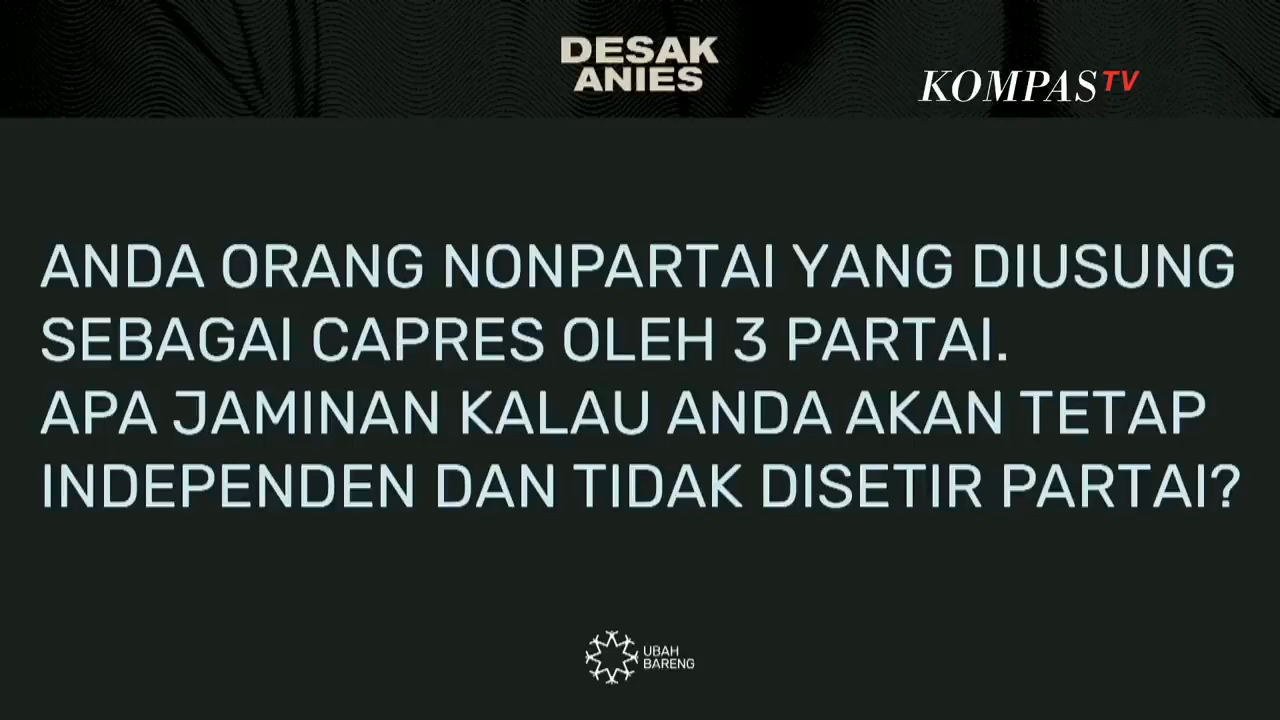 DESAK
ANIES
KOMPASTV
ANDA ORANG NONPARTAI YANG DIUSUNG
SEBAGAI CAPRES OLEH 3 PARTAI.
APA JAMINAN KALAU ANDA AKAN TETAP
INDEPENDEN DAN TIDAK DISETIR PARTAI?
UBAH
BARENG